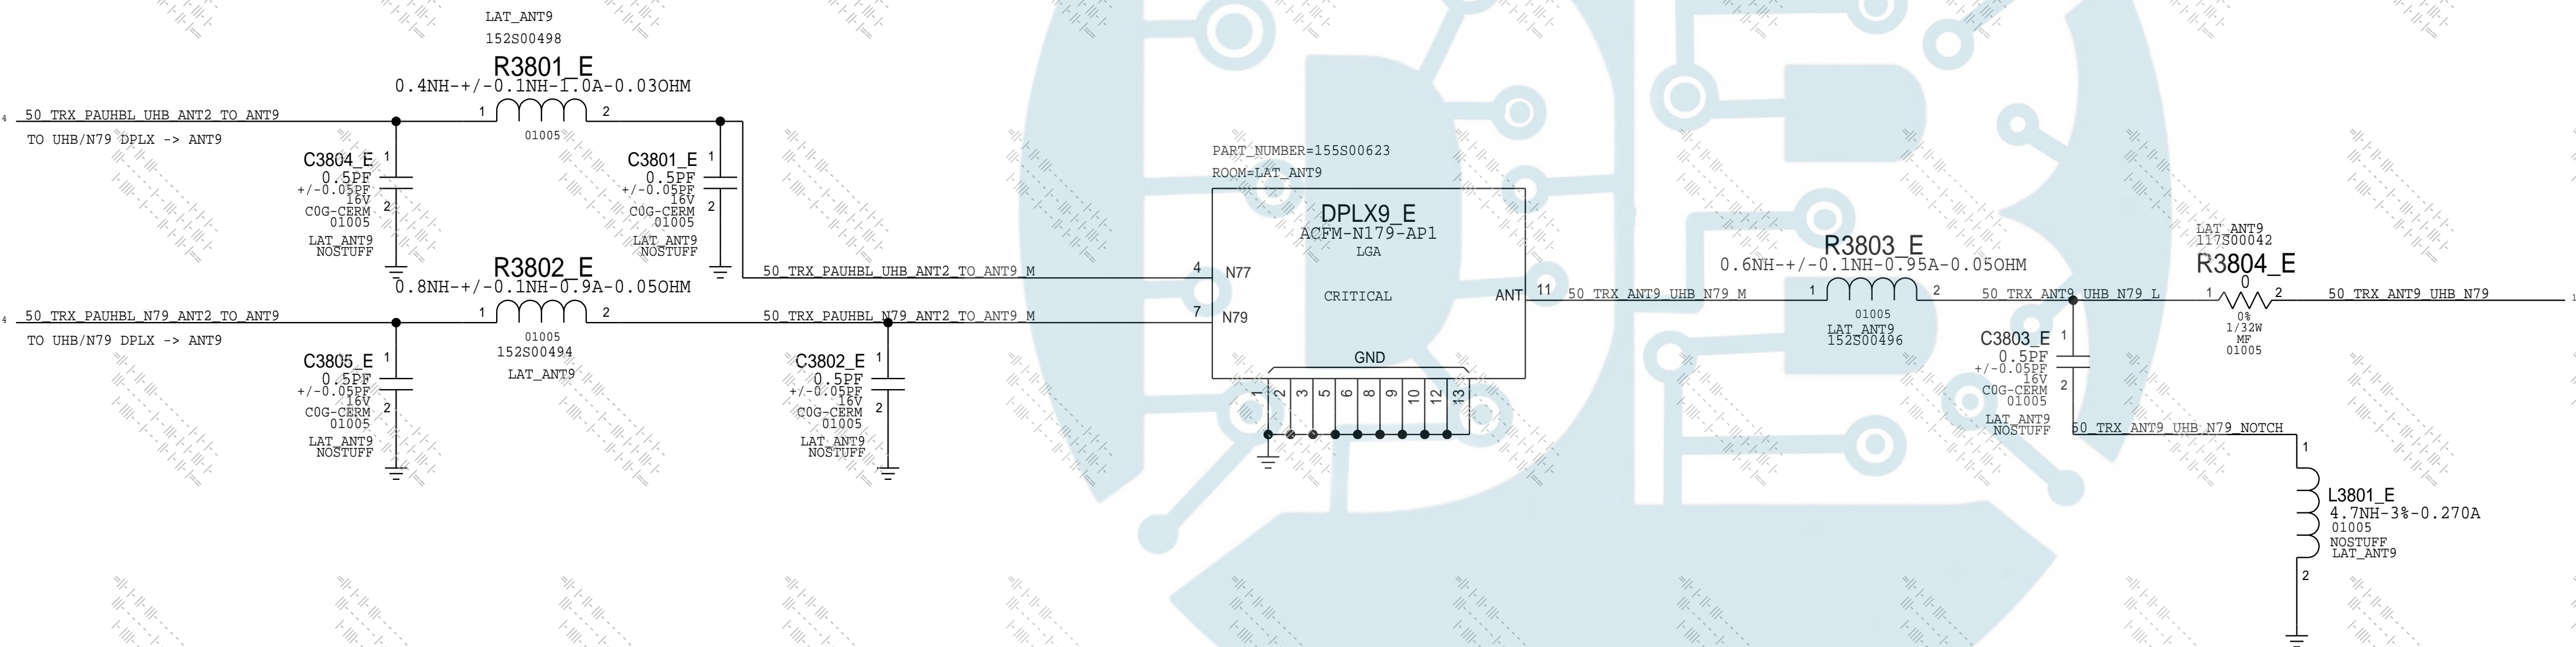 LAT_ANT9
152S00498
R3801_E
0.4NH-+/-0.1NH-1.0A-0.03OHM
4
50_TRX_PAUHBL_UHB_ANT2_TO_ANT9
1
2
01005
TO UHB/N79 DPLX -> ANT9
C3804_E
1
0.5PF
+/-0.05PF
16V
2
C0G-CERM
01005
LAT_ANT9
NOSTUFF
C3801_E
1
0.5PF
+/-0.05PF
16V
2
C0G-CERM
01005
LAT_ANT9
NOSTUFF
R3802_E
0.8NH-+/-0.1NH-0.9A-0.05OHM
4
50_TRX_PAUHBL_N79_ANT2_TO_ANT9
1
2
01005
152S00494
LAT_ANT9
TO UHB/N79 DPLX -> ANT9
50_TRX_PAUHBL_UHB_ANT2_TO_ANT9_M
50_TRX_PAUHBL_N79_ANT2_TO_ANT9_M
C3805_E
1
0.5PF
+/-0.05PF
16V
2
C0G-CERM
01005
LAT_ANT9
NOSTUFF
C3802_E
1
0.5PF
+/-0.05PF
16V
2
C0G-CERM
01005
LAT_ANT9
NOSTUFF
PART_NUMBER=155S00623
ROOM=LAT_ANT9
DPLX9_E
ACFM-N179-AP1
LGA
CRITICAL
4
N77
7
N79
ANT
11
GND
1
2
3
5
6
8
9
10
12
13
50_TRX_ANT9_UHB_N79_M
R3803_E
0.6NH-+/-0.1NH-0.95A-0.05OHM
1
2
01005
LAT_ANT9
152S00496
50_TRX_ANT9_UHB_N79_L
LAT_ANT9
117S00042
R3804_E
0
1
2
0%
1/32W
MF
01005
50_TRX_ANT9_UHB_N79
C3803_E
1
0.5PF
+/-0.05PF
16V
2
C0G-CERM
01005
LAT_ANT9
NOSTUFF
50_TRX_ANT9_UHB_N79_NOTCH
1
L3801_E
4.7NH-3%-0.270A
01005
NOSTUFF
LAT_ANT9
2